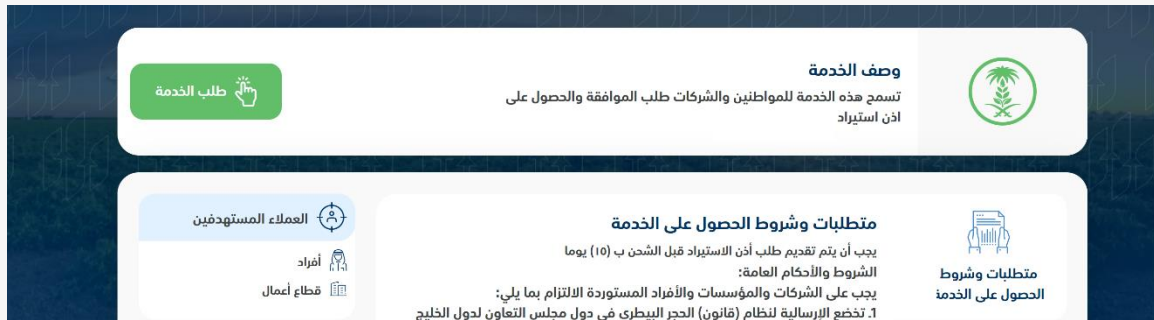 وصف الخدمة
تسمح هذه الخدمة للمواطنين والشركات طلب الموافقة والحصول على
اذن استيراد
طلب الخدمة
متطلبات وشروط
الحصول على الخدمة
متطلبات وشروط الحصول على الخدمة
يجب أن يتم تقديم طلب أذن الاستيراد قبل الشحن ب (١٥) يوما
الشروط والأحكام العامة:
يجب على الشركات والمؤسسات والأفراد المستوردة الالتزام بما يلي:
1. تخضع الإرسالية لنظام (قانون) الحجر البيطري في دول مجلس التعاون لدول الخليج
العملاء المستهدفين
أفراد
قطاع أعمال